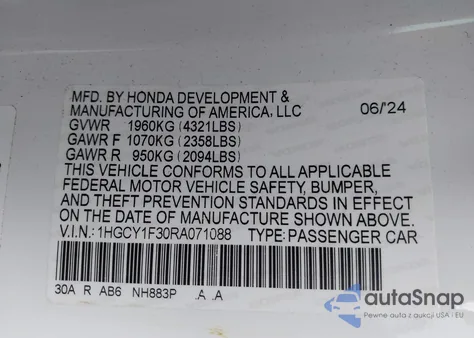 MFD. BY HONDA DEVELOPMENT &
MANUFACTURING OF AMERICA, LLC 06/'24
GVWR 1960KG (4321LBS)
GAWR F 1070KG (2358LBS)
GAWR R 950KG (2094LBS)
THIS VEHICLE CONFORMS TO ALL APPLICABLE
FEDERAL MOTOR VEHICLE SAFETY, BUMPER,
AND THEFT PREVENTION STANDARDS IN EFFECT
ON THE DATE OF MANUFACTURE SHOWN ABOVE.
V.I.N.: 1HGCY1F30RA071088 TYPE: PASSENGER CAR
30A R AB6 NH883P .A .A
autoSnap
Pewne auta z aukcji USA i EU